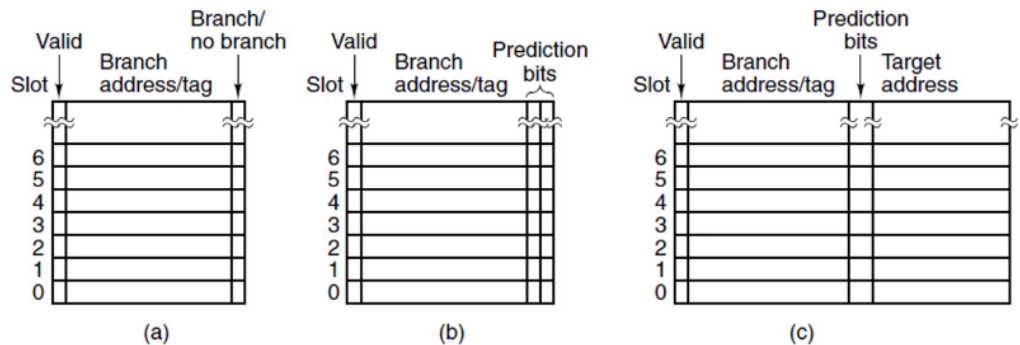 Valid
Branch/
no branch
Slot
Branch
address/tag
6
5
4
3
2
1
0
(a)
Valid
Branch
address/tag
Prediction
bits
6
5
4
3
2
1
0
(b)
Valid
Slot
Branch
address/tag
Prediction
bits
Target
address
6
5
4
3
2
1
0
(c)
Slot